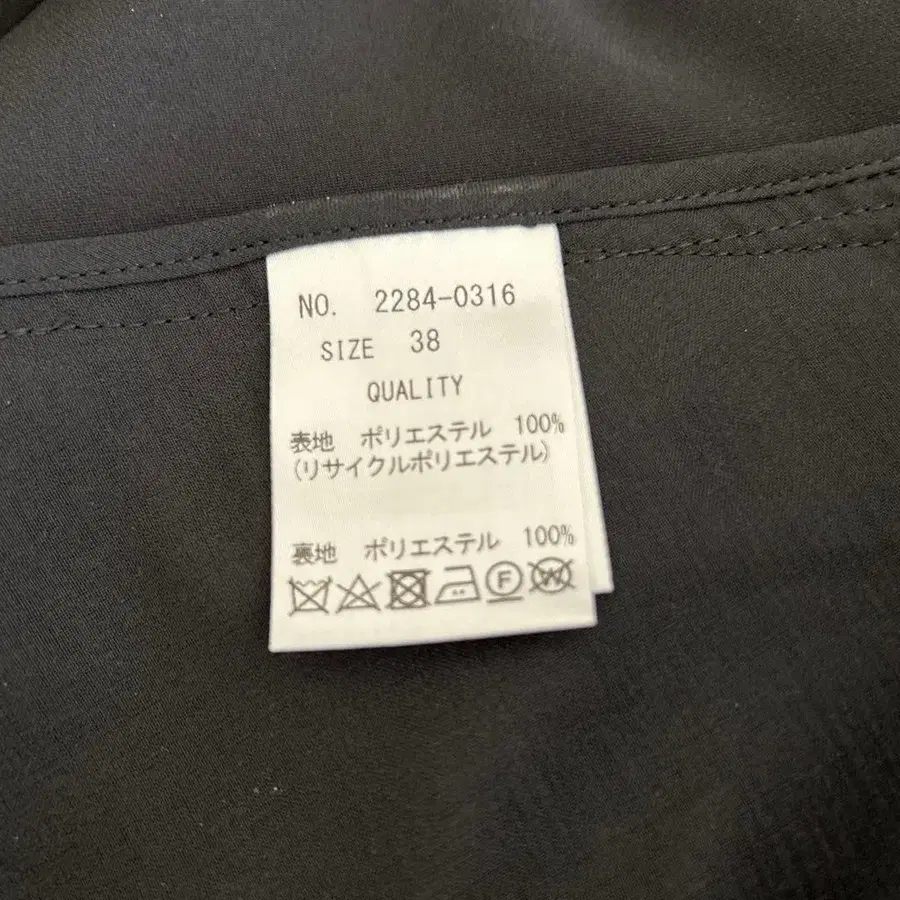 NO. 2284-0316
SIZE 38
QUALITY
表地 ポリエステル 100%
(リサイクルポリエステル)
裏地 ポリエステル 100%
F W